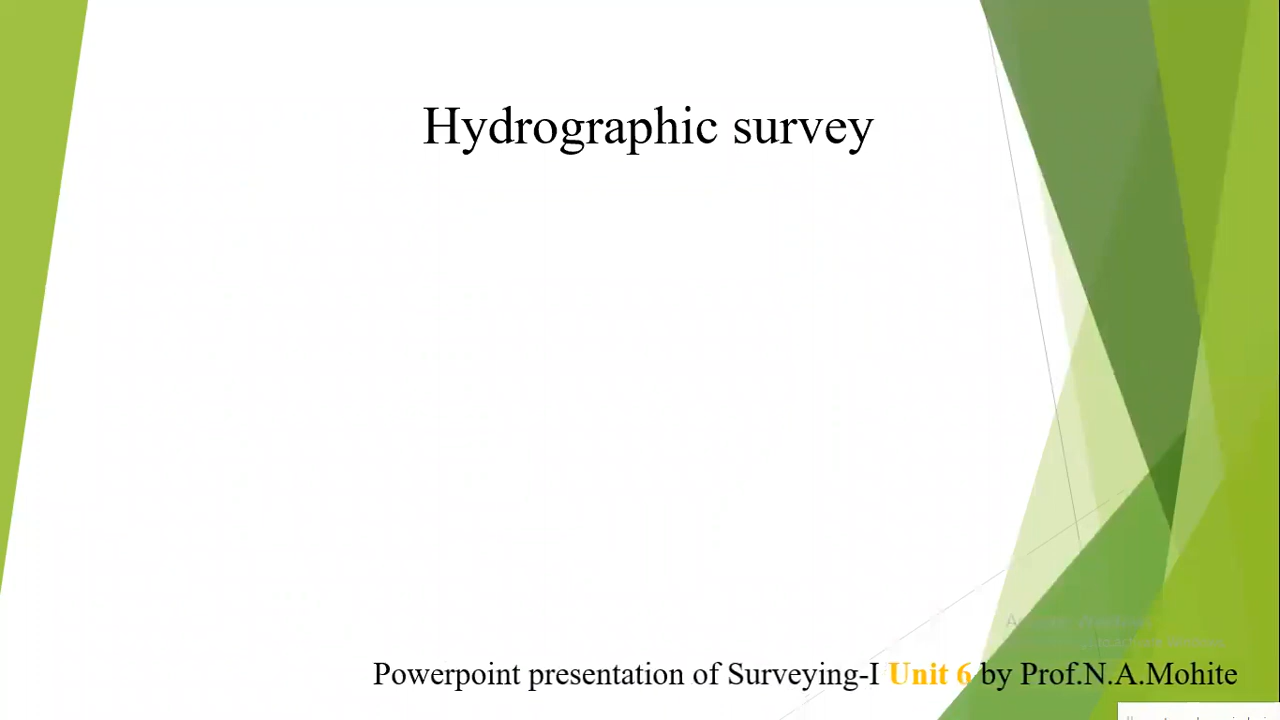 Hydrographic survey
Powerpoint presentation of Surveying-I Unit 6 by Prof.N.A.Mohite